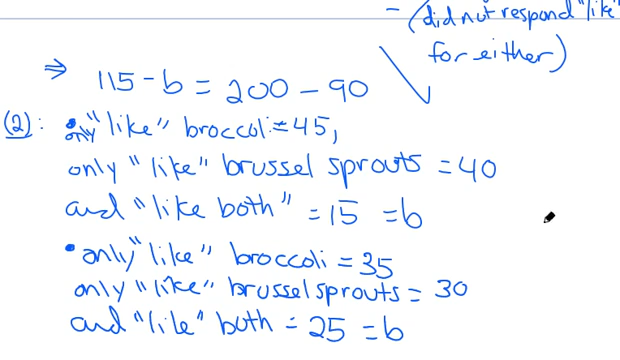 - (did not respond "like"
for either)
⇒ 115 - b = 200 - 90
(2): • only "like" broccoli = 45,
only "like" brussel sprouts = 40
and "like both" = 15 = b
• only "like" broccoli = 35
only "like" brussel sprouts = 30
and "like" both = 25 = b